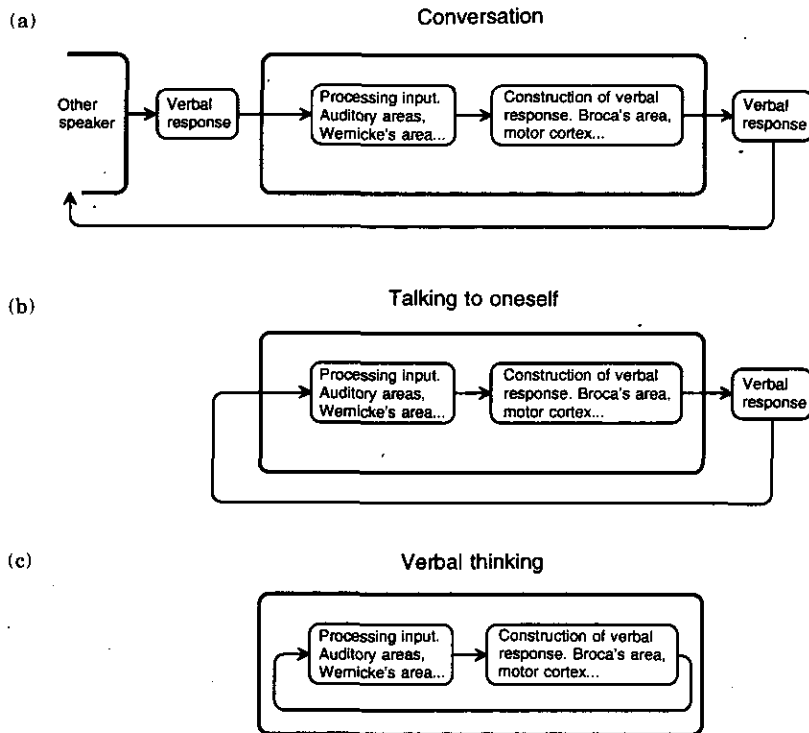 (a)
Conversation
Other
speaker
Verbal
response
Processing input.
Auditory areas,
Wernicke's area...
Construction of verbal
response. Broca's area,
motor cortex...
Verbal
response
(b)
Talking to oneself
Processing input.
Auditory areas,
Wernicke's area...
Construction of verbal
response. Broca's area,
motor cortex...
Verbal
response
(c)
Verbal thinking
Processing input.
Auditory areas,
Wernicke's area...
Construction of verbal
response. Broca's area,
motor cortex...